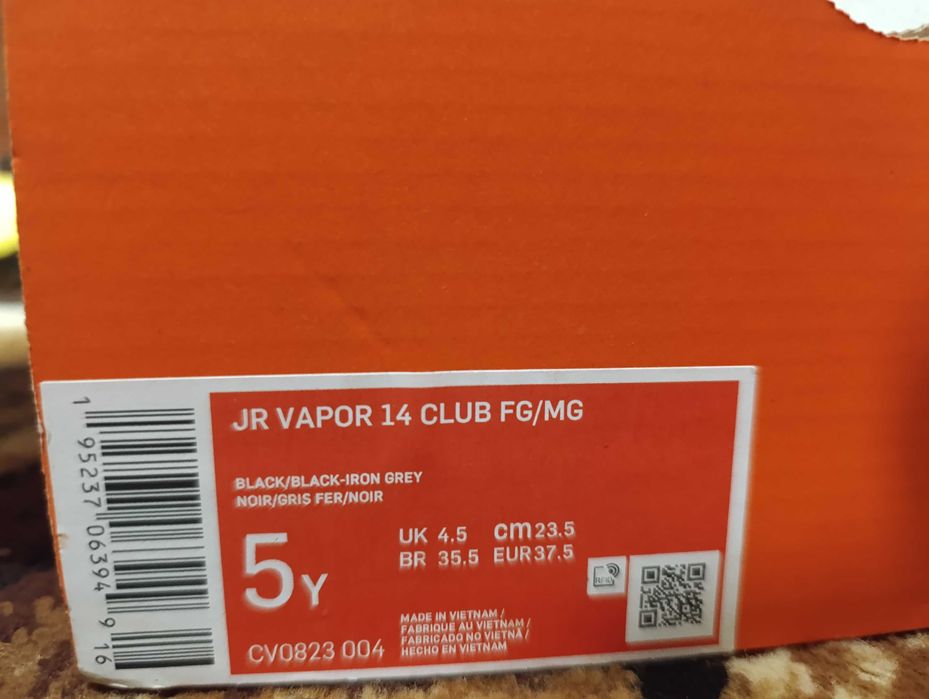 JR VAPOR 14 CLUB FG/MG
BLACK/BLACK-IRON GREY
NOIR/GRIS FER/NOIR
5Y
UK 4.5 cm 23.5
BR 35.5 EUR 37.5
RFID
CV0823 004
MADE IN VIETNAM /
FABRIQUE AU VIETNAM /
FABRICADO NO VIETNÃ /
HECHO EN VIETNAM
1 95237 06394 9 16